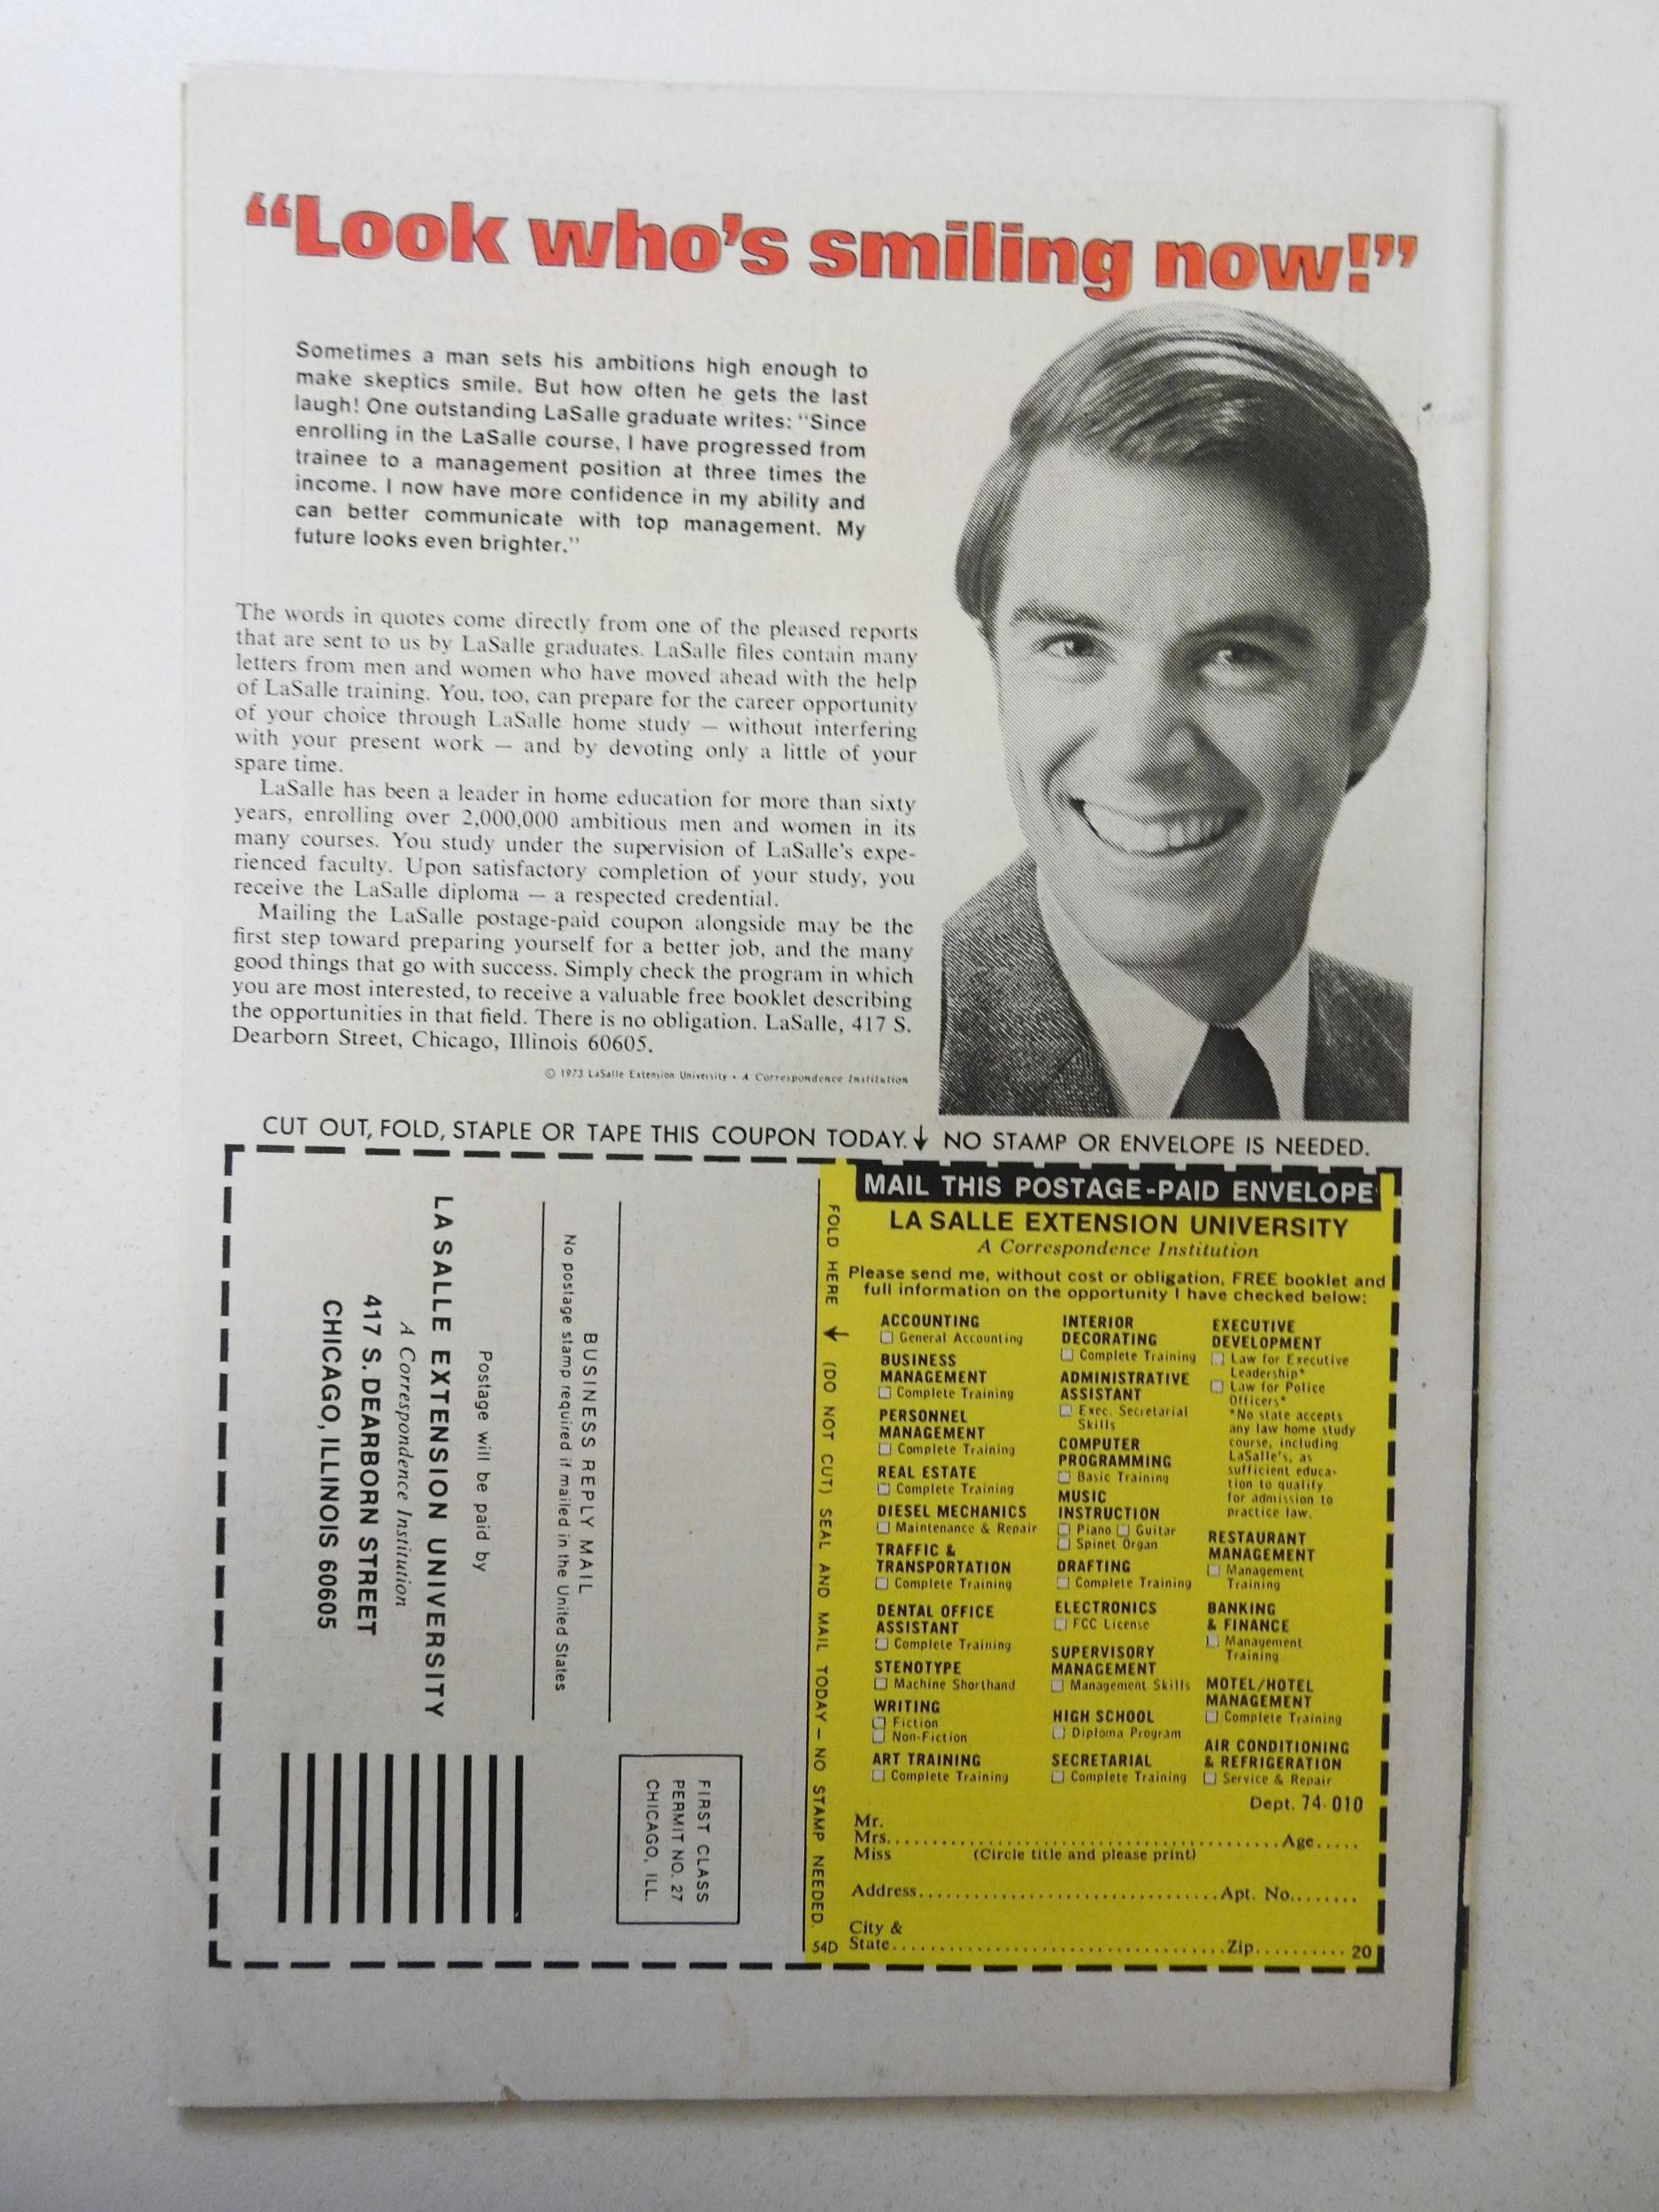 “Look who’s smiling now!”
Sometimes a man sets his ambitions high enough to
make skeptics smile. But how often he gets the last
laugh! One outstanding LaSalle graduate writes: “Since
enrolling in the LaSalle course, I have progressed from
trainee to a management position at three times the
income. I now have more confidence in my ability and
can better communicate with top management. My
future looks even brighter.”
The words in quotes come directly from one of the pleased reports
that are sent to us by LaSalle graduates. LaSalle files contain many
letters from men and women who have moved ahead with the help
of LaSalle training. You, too, can prepare for the career opportunity
of your choice through LaSalle home study — without interfering
with your present work — and by devoting only a little of your
spare time.
LaSalle has been a leader in home education for more than sixty
years, enrolling over 2,000,000 ambitious men and women in its
many courses. You study under the supervision of LaSalle's expe-
rienced faculty. Upon satisfactory completion of your study, you
receive the LaSalle diploma — a respected credential.
Mailing the LaSalle postage-paid coupon alongside may be the
first step toward preparing yourself for a better job, and the many
good things that go with success. Simply check the program in which
you are most interested, to receive a valuable free booklet describing
the opportunities in that field. There is no obligation. LaSalle, 417 S.
Dearborn Street, Chicago, Illinois 60605.
© 1973 LaSalle Extension University • A Correspondence Institution
CUT OUT, FOLD, STAPLE OR TAPE THIS COUPON TODAY.↓ NO STAMP OR ENVELOPE IS NEEDED.
FIRST CLASS
PERMIT NO. 27
CHICAGO, ILL.
BUSINESS REPLY MAIL
No postage stamp required if mailed in the United States
Postage will be paid by
LA SALLE EXTENSION UNIVERSITY
A Correspondence Institution
417 S. DEARBORN STREET
CHICAGO, ILLINOIS 60605
FOLD HERE ↓ (DO NOT CUT) SEAL AND MAIL TODAY — NO STAMP NEEDED.
54D
MAIL THIS POSTAGE-PAID ENVELOPE
LA SALLE EXTENSION UNIVERSITY
A Correspondence Institution
Please send me, without cost or obligation, FREE booklet and
full information on the opportunity I have checked below:
ACCOUNTING
☐ General Accounting
BUSINESS
MANAGEMENT
☐ Complete Training
PERSONNEL
MANAGEMENT
☐ Complete Training
REAL ESTATE
☐ Complete Training
DIESEL MECHANICS
☐ Maintenance & Repair
TRAFFIC &
TRANSPORTATION
☐ Complete Training
DENTAL OFFICE
ASSISTANT
☐ Complete Training
STENOTYPE
☐ Machine Shorthand
WRITING
☐ Fiction
☐ Non-Fiction
ART TRAINING
☐ Complete Training
INTERIOR
DECORATING
☐ Complete Training
ADMINISTRATIVE
ASSISTANT
☐ Exec. Secretarial
Skills
COMPUTER
PROGRAMMING
☐ Basic Training
MUSIC
INSTRUCTION
☐ Piano ☐ Guitar
☐ Spinet Organ
DRAFTING
☐ Complete Training
ELECTRONICS
☐ FCC License
SUPERVISORY
MANAGEMENT
☐ Management Skills
HIGH SCHOOL
☐ Diploma Program
SECRETARIAL
☐ Complete Training
EXECUTIVE
DEVELOPMENT
☐ Law for Executive
Leadership*
☐ Law for Police
Officers*
*No state accepts
any law home study
course, including
LaSalle's, as
sufficient educa-
tion to qualify
for admission to
practice law.
RESTAURANT
MANAGEMENT
☐ Management
Training
BANKING
& FINANCE
☐ Management
Training
MOTEL/HOTEL
MANAGEMENT
☐ Complete Training
AIR CONDITIONING
& REFRIGERATION
☐ Service & Repair
Dept. 74-010
Mr.
Mrs. Age
Miss (Circle title and please print)
Address Apt. No.
City &
State Zip 20